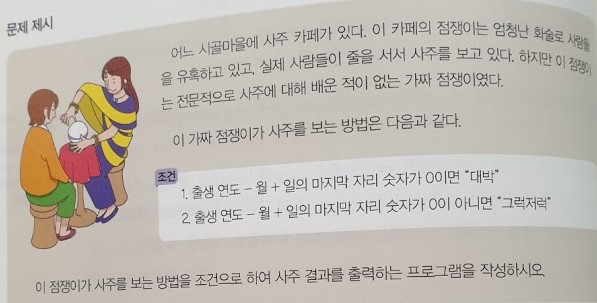 문제 제시
어느 시골마을에 사주 카페가 있다. 이 카페의 점쟁이는 엄청난 화술로 사람들
을 유혹하고 있고, 실제 사람들이 줄을 서서 사주를 보고 있다. 하지만 이 점쟁이
는 전문적으로 사주에 대해 배운 적이 없는 가짜 점쟁이였다.
이 가짜 점쟁이가 사주를 보는 방법은 다음과 같다.
조건
1. 출생 연도 - 월 + 일의 마지막 자리 숫자가 0이면 "대박"
2. 출생 연도 - 월 + 일의 마지막 자리 숫자가 0이 아니면 "그럭저럭"
이 점쟁이가 사주를 보는 방법을 조건으로 하여 사주 결과를 출력하는 프로그램을 작성하시오.